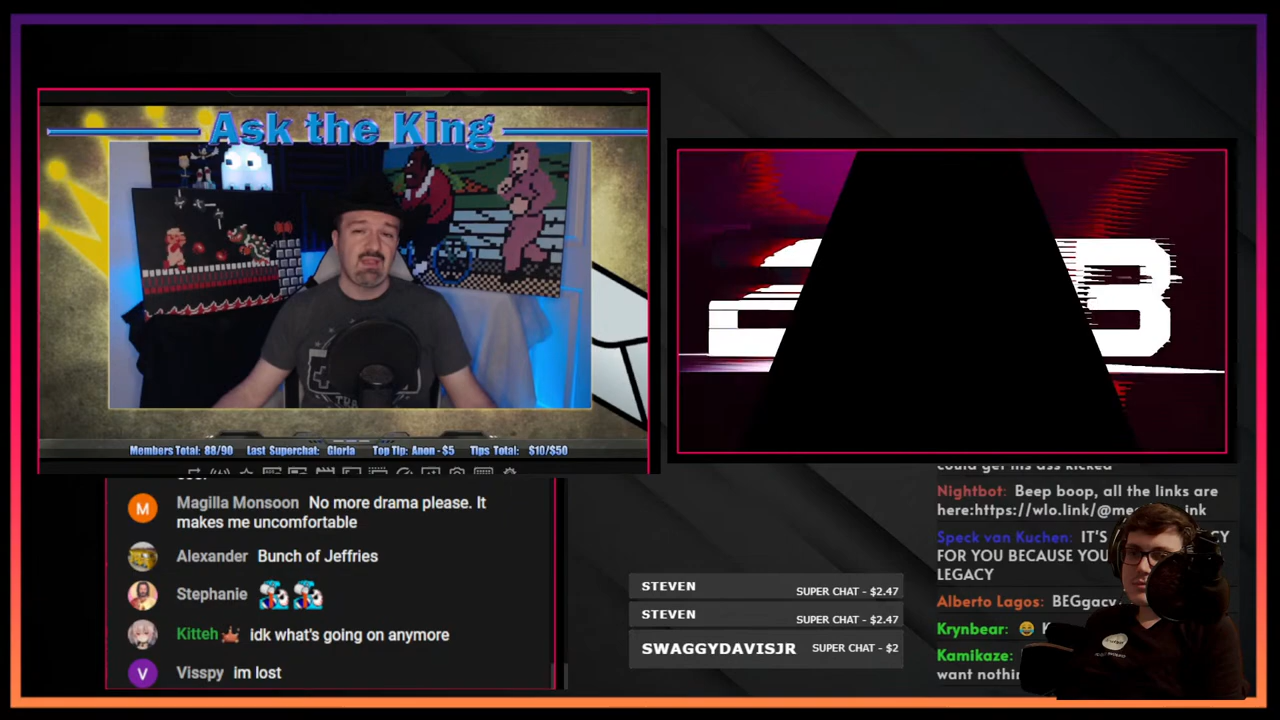 Ask the King
Members Total: 88/90 Last Superchat: Gloria Top Tip: Anon - $5 Tips Total: $10/$50
Magilla Monsoon No more drama please. It
makes me uncomfortable
Alexander Bunch of Jeffries
Stephanie
Kitteh idk what's going on anymore
Visspy im lost
STEVEN SUPER CHAT - $2.47
STEVEN SUPER CHAT - $2.47
SWAGGYDAVISJR SUPER CHAT - $2
could get his ass kicked
Nightbot: Beep boop, all the links are
here:https://wlo.link/@me
Speck van Kuchen: IT'S
FOR YOU BECAUSE YOU
LEGACY
Alberto Lagos: BEGgacy
Krynbear:
Kamikaze:
want